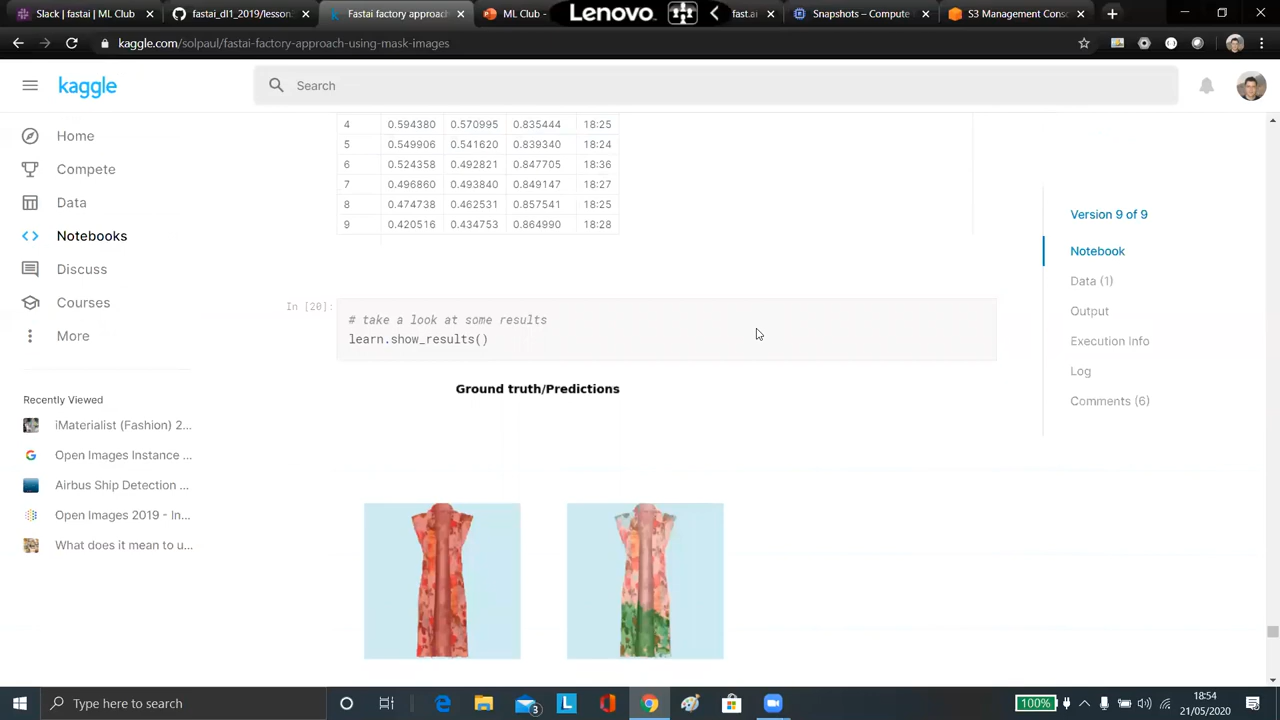 Slack
fastai_d1_2019/lesson
Fastai factory approach
ML Club -
Lenovo
fast.ai
Snapshots – Compute
S3 Management Cons
kaggle.com/solpaul/fastai-factory-approach-using-mask-images
kaggle
Search
Home
Compete
Data
Notebooks
Discuss
Courses
More
Recently Viewed
iMaterialist (Fashion) 2...
Open Images Instance ...
Airbus Ship Detection ...
Open Images 2019 - In...
What does it mean to u...
4 0.594380 0.570995 0.835444 18:25
5 0.549906 0.541620 0.839340 18:24
6 0.524358 0.492821 0.847705 18:36
7 0.496860 0.493840 0.849147 18:27
8 0.474738 0.462531 0.857541 18:25
9 0.420516 0.434753 0.864990 18:28
In [20]:
# take a look at some results
learn.show_results()
Ground truth/Predictions
Version 9 of 9
Notebook
Data (1)
Output
Execution Info
Log
Comments (6)
Type here to search
3
L
100%
18:54
21/05/2020